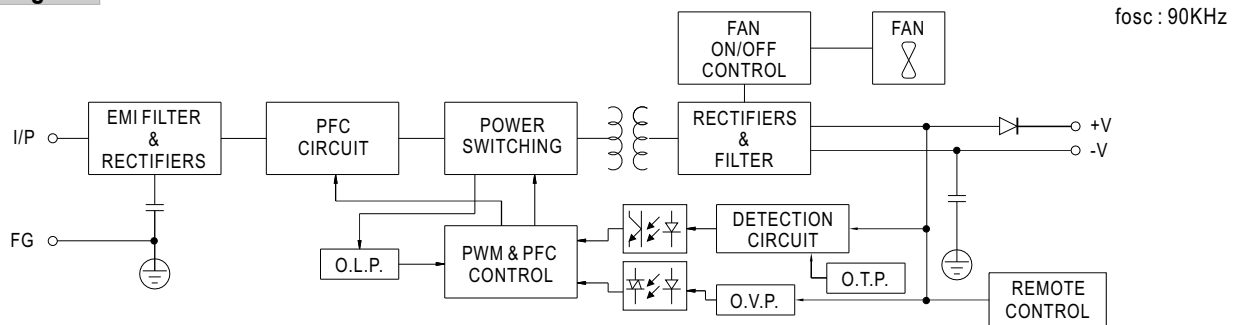 fosc : 90KHz
FAN
ON/OFF
CONTROL
FAN
I/P
EMI FILTER
&
RECTIFIERS
PFC
CIRCUIT
POWER
SWITCHING
RECTIFIERS
&
FILTER
+V
-V
FG
O.L.P.
PWM & PFC
CONTROL
DETECTION
CIRCUIT
O.T.P.
O.V.P.
REMOTE
CONTROL